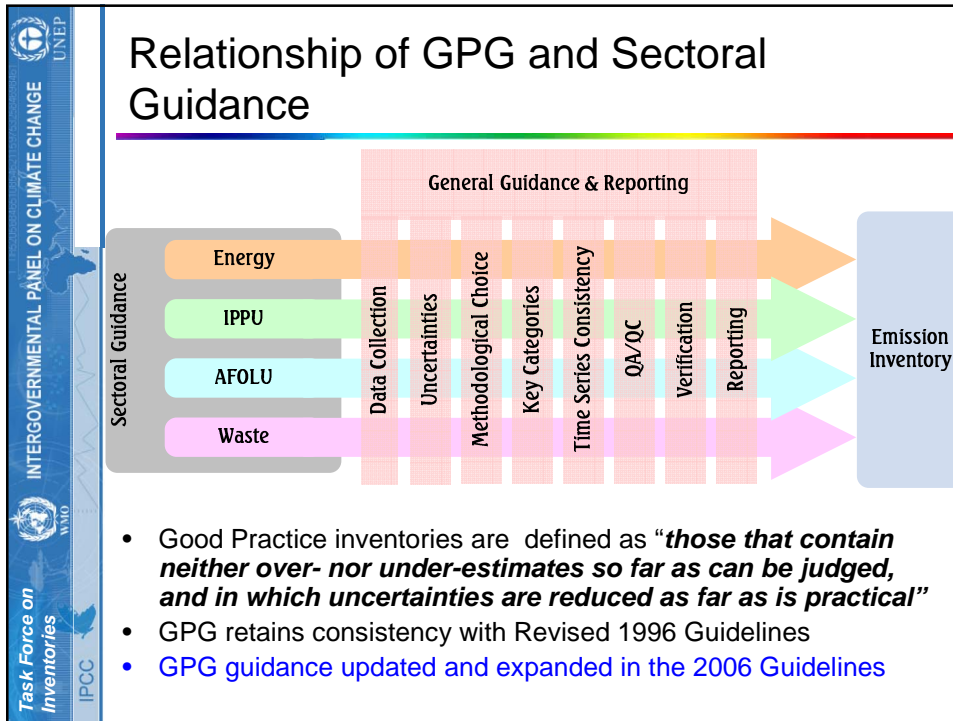 Relationship of GPG and Sectoral
Guidance
General Guidance & Reporting
Sectoral Guidance
Energy
IPPU
AFOLU
Waste
Data Collection
Uncertainties
Methodological Choice
Key Categories
Time Series Consistency
QA/QC
Verification
Reporting
Emission
Inventory
• Good Practice inventories are defined as “those that contain
neither over- nor under-estimates so far as can be judged,
and in which uncertainties are reduced as far as is practical”
• GPG retains consistency with Revised 1996 Guidelines
• GPG guidance updated and expanded in the 2006 Guidelines
Task Force on
Inventories
IPCC
WMO
INTERGOVERNMENTAL PANEL ON CLIMATE CHANGE
UNEP